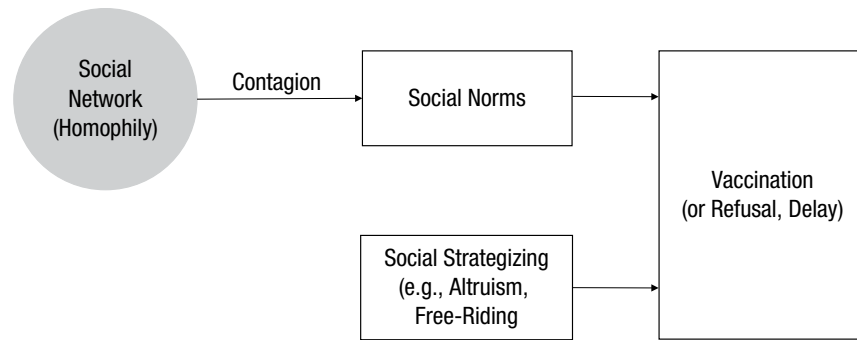 Social
Network
(Homophily)
Contagion
Social Norms
Social Strategizing
(e.g., Altruism,
Free-Riding
Vaccination
(or Refusal, Delay)